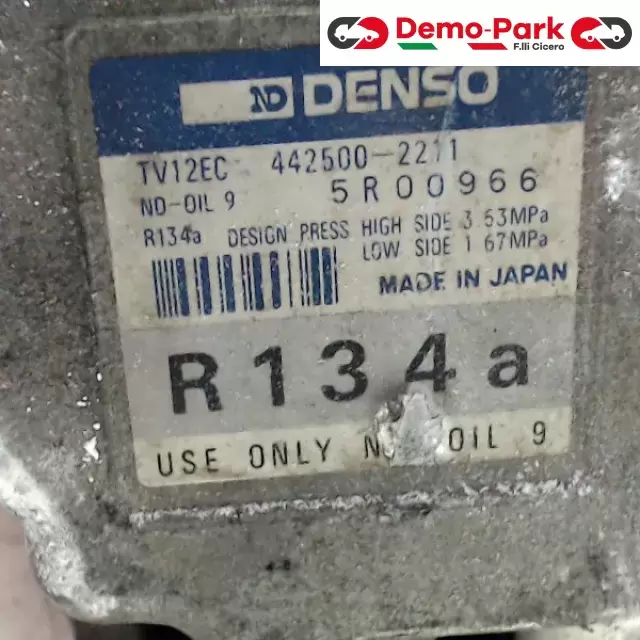 Demo-Park
F.lli Cicero
ND DENSO
TV12EC 442500-2211
ND-OIL 9 5R00966
R134a DESIGN PRESS HIGH SIDE 3.53MPa
LOW SIDE 1.67MPa
MADE IN JAPAN
R134a
USE ONLY OIL 9